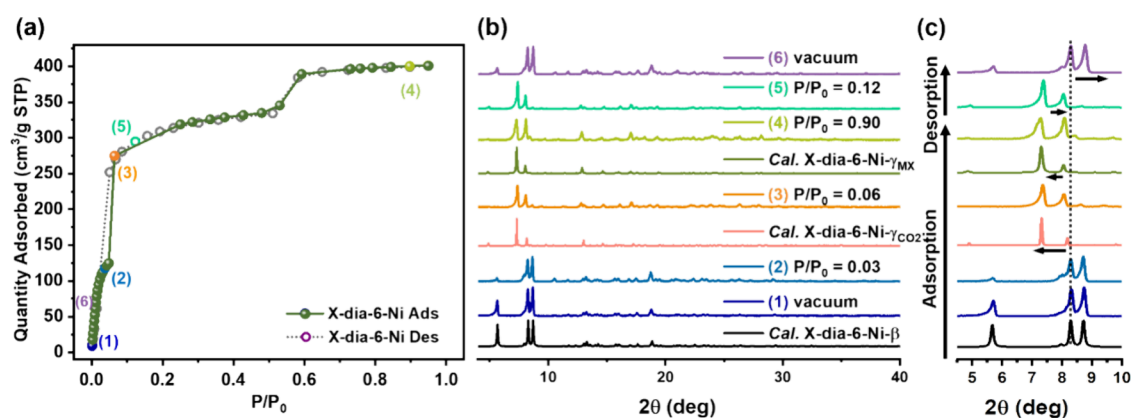 (a)
Quantity Adsorbed (cm³/g STP)
400
350
300
250
200
150
100
50
0
(4)
(5)
(3)
(2)
(6)
(1)
X-dia-6-Ni Ads
X-dia-6-Ni Des
0.0 0.2 0.4 0.6 0.8 1.0
P/P₀
(b)
(6) vacuum
(5) P/P₀ = 0.12
(4) P/P₀ = 0.90
Cal. X-dia-6-Ni-γMX
(3) P/P₀ = 0.06
Cal. X-dia-6-Ni-γCO2
(2) P/P₀ = 0.03
(1) vacuum
Cal. X-dia-6-Ni-β
10 20 30 40
2θ (deg)
(c)
Desorption
Adsorption
5 6 7 8 9 10
2θ (deg)